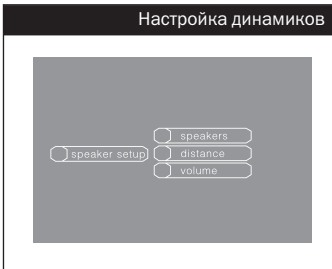 Настройка динамиков
speakers
speaker setup
distance
volume